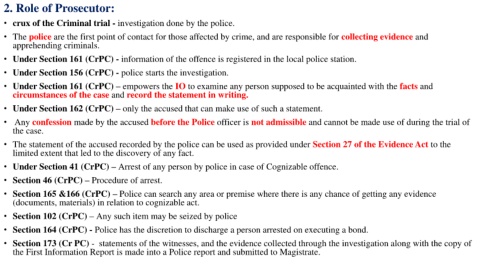 2. Role of Prosecutor:
• crux of the Criminal trial - investigation done by the police.
• The police are the first point of contact for those affected by crime, and are responsible for collecting evidence and
apprehending criminals.
• Under Section 161 (CrPC) - information of the offence is registered in the local police station.
• Under Section 156 (CrPC) - police starts the investigation.
• Under Section 161 (CrPC) – empowers the IO to examine any person supposed to be acquainted with the facts and
circumstances of the case and record the statement in writing.
• Under Section 162 (CrPC) – only the accused that can make use of such a statement.
• Any confession made by the accused before the Police officer is not admissible and cannot be made use of during the trial of
the case.
• The statement of the accused recorded by the police can be used as provided under Section 27 of the Evidence Act to the
limited extent that led to the discovery of any fact.
• Under Section 41 (CrPC) – Arrest of any person by police in case of Cognizable offence.
• Section 46 (CrPC) – Procedure of arrest.
• Section 165 &166 (CrPC) – Police can search any area or premise where there is any chance of getting any evidence
(documents, materials) in relation to cognizable act.
• Section 102 (CrPC) – Any such item may be seized by police
• Section 164 (CrPC) - Police has the discretion to discharge a person arrested on executing a bond.
• Section 173 (Cr PC) - statements of the witnesses, and the evidence collected through the investigation along with the copy of
the First Information Report is made into a Police report and submitted to Magistrate.